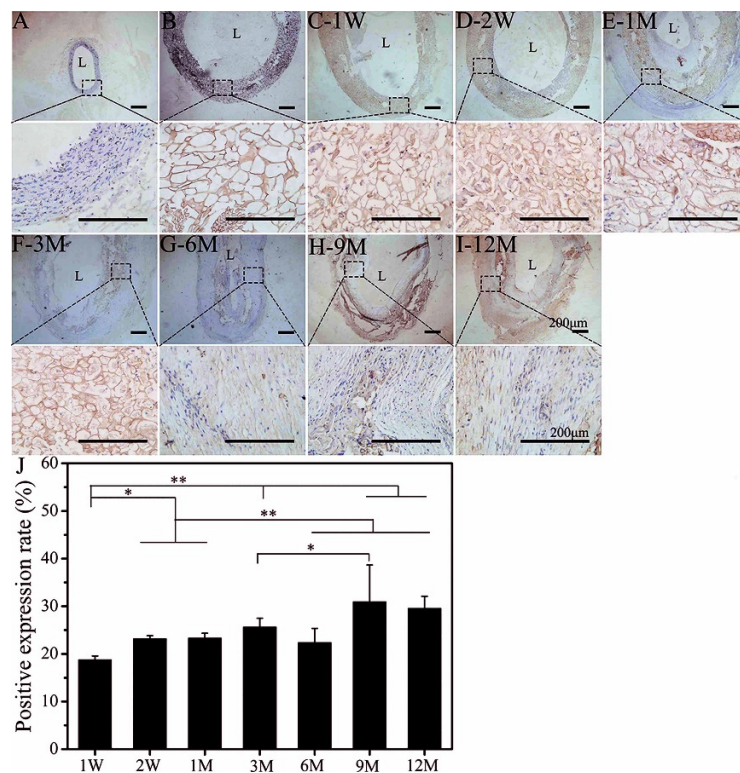 A B C-1W D-2W E-1M
L L L L L
F-3M G-6M H-9M I-12M
L L L L
200μm
200μm
J
Positive expression rate (%)
60
50
40
30
20
10
0
** 
*
**
*
1W 2W 1M 3M 6M 9M 12M